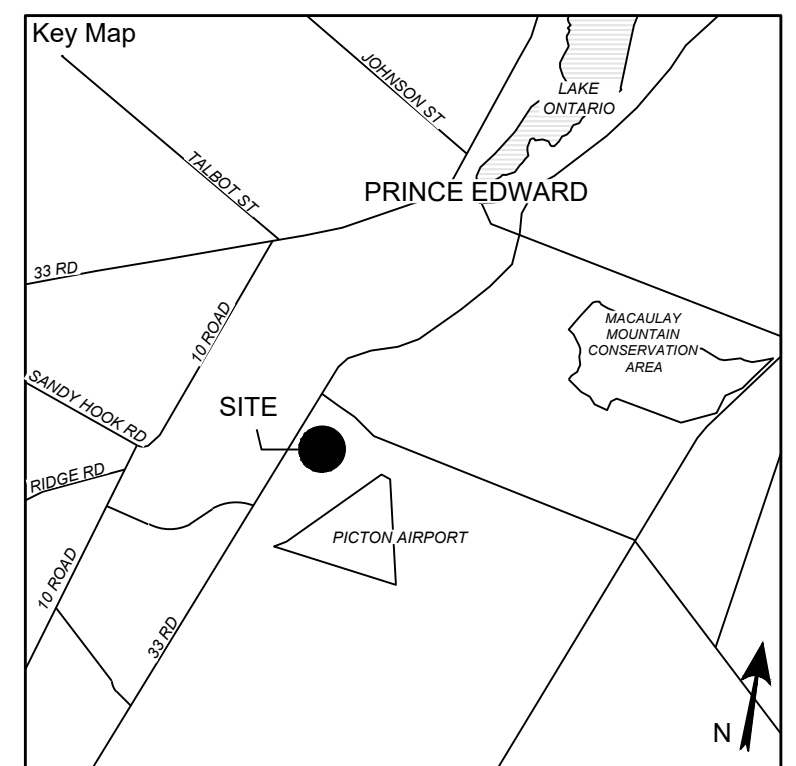 Key Map
JOHNSON ST
LAKE
ONTARIO
TALBOT ST
PRINCE EDWARD
33 RD
10 ROAD
MACAULAY
MOUNTAIN
CONSERVATION
AREA
SANDY HOOK RD
SITE
RIDGE RD
PICTON AIRPORT
10 ROAD
33 RD
N